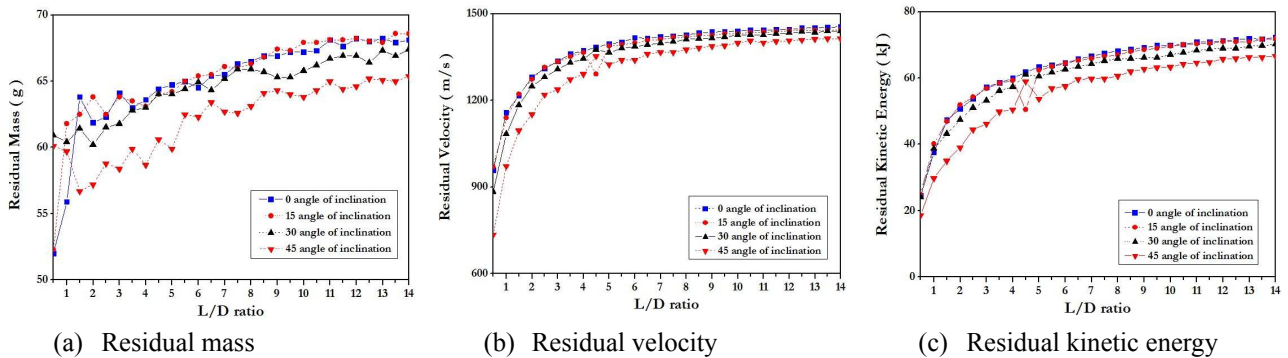 70
65
60
55
50
Residual Mass ( g )
1 2 3 4 5 6 7 8 9 10 11 12 13 14
L/D ratio
0 angle of inclination
15 angle of inclination
30 angle of inclination
45 angle of inclination
(a) Residual mass
1500
1200
900
600
Residual Velocity ( m/s )
1 2 3 4 5 6 7 8 9 10 11 12 13 14
L/D ratio
0 angle of inclination
15 angle of inclination
30 angle of inclination
45 angle of inclination
(b) Residual velocity
80
60
40
20
0
Residual Kinetic Energy ( kJ )
1 2 3 4 5 6 7 8 9 10 11 12 13 14
L/D ratio
0 angle of inclination
15 angle of inclination
30 angle of inclination
45 angle of inclination
(c) Residual kinetic energy